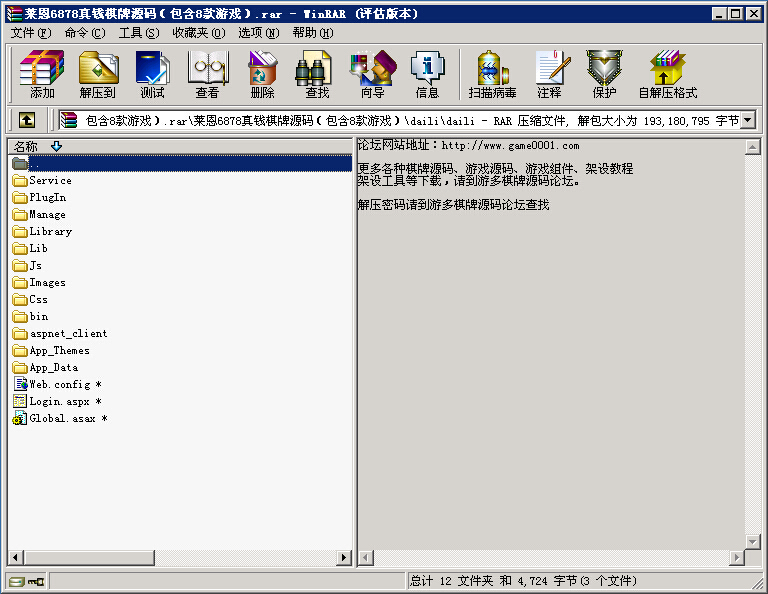 莱恩6878真钱棋牌源码(包含8款游戏).rar - WinRAR (评估版本)
文件(F) 命令(C) 工具(S) 收藏夹(O) 选项(N) 帮助(H)
添加 解压到 测试 查看 删除 查找 向导 信息 扫描病毒 注释 保护 自解压格式
包含8款游戏).rar\莱恩6878真钱棋牌源码(包含8款游戏)\daili\daili - RAR 压缩文件, 解包大小为 193,180,795 字节
名称
..
Service
PlugIn
Manage
Library
Lib
Js
Images
Css
bin
aspnet_client
App_Themes
App_Data
Web.config *
Login.aspx *
Global.asax *
论坛网站地址:http://www.game0001.com
更多各种棋牌源码、游戏源码、游戏组件、架设教程
架设工具等下载,请到游多棋牌源码论坛。
解压密码请到游多棋牌源码论坛查找
总计 12 文件夹 和 4,724 字节(3 个文件)